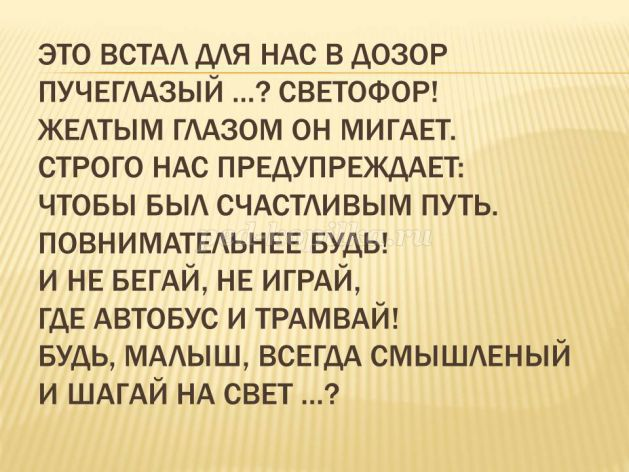 ЭТО ВСТАЛ ДЛЯ НАС В ДОЗОР
ПУЧЕГЛАЗЫЙ ...? СВЕТОФОР!
ЖЕЛТЫМ ГЛАЗОМ ОН МИГАЕТ.
СТРОГО НАС ПРЕДУПРЕЖДАЕТ:
ЧТОБЫ БЫЛ СЧАСТЛИВЫМ ПУТЬ.
ПОВНИМАТЕЛЬНЕЕ БУДЬ!
И НЕ БЕГАЙ, НЕ ИГРАЙ,
ГДЕ АВТОБУС И ТРАМВАЙ!
БУДЬ, МАЛЫШ, ВСЕГДА СМЫШЛЕНЫЙ
И ШАГАЙ НА СВЕТ ...?